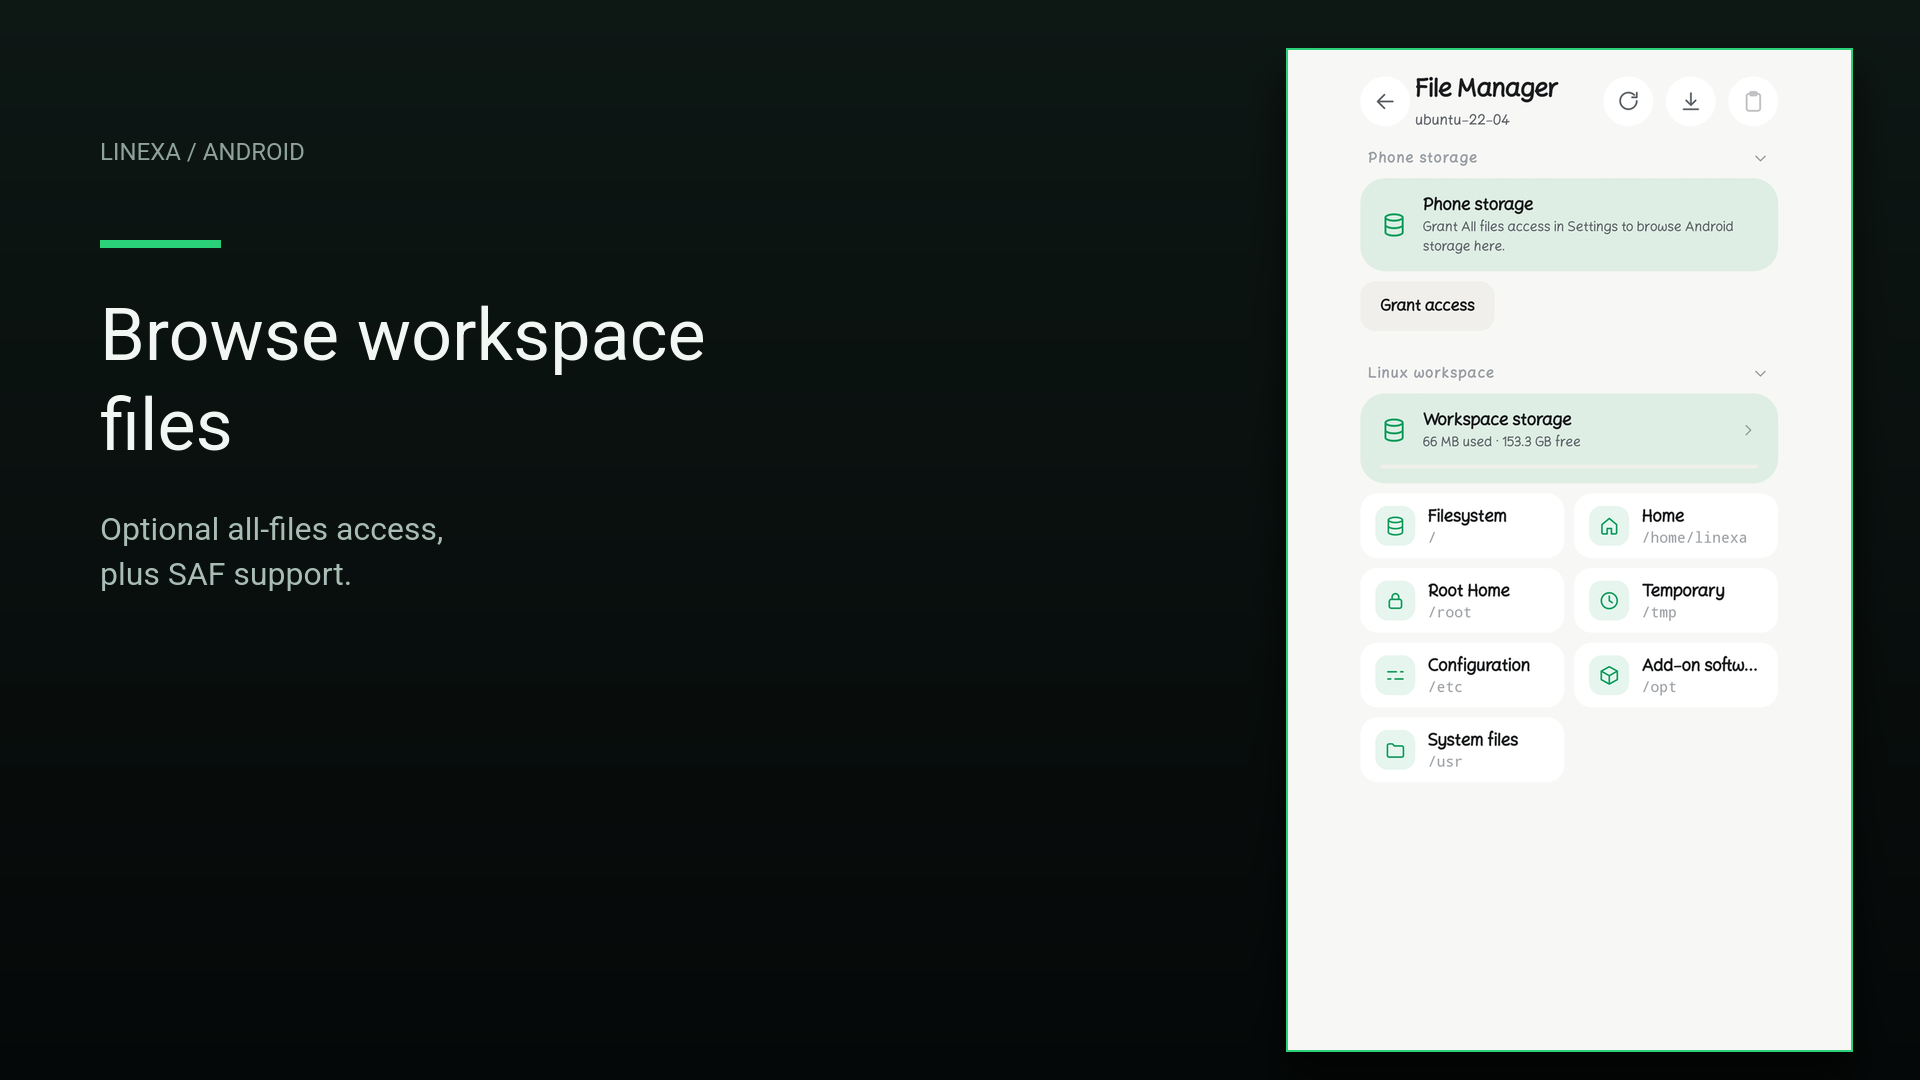 LINEXA / ANDROID
Browse workspace
files
Optional all-files access,
plus SAF support.
File Manager
ubuntu-22-04
Phone storage
Phone storage
Grant All files access in Settings to browse Android
storage here.
Grant access
Linux workspace
Workspace storage
66 MB used · 153.3 GB free
Filesystem
/
Home
/home/linexa
Root Home
/root
Temporary
/tmp
Configuration
/etc
Add-on softw...
/opt
System files
/usr